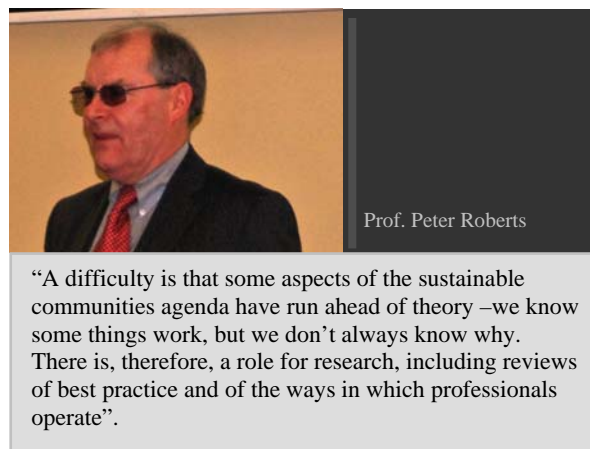 Prof. Peter Roberts
“A difficulty is that some aspects of the sustainable
communities agenda have run ahead of theory –we know
some things work, but we don’t always know why.
There is, therefore, a role for research, including reviews
of best practice and of the ways in which professionals
operate”.